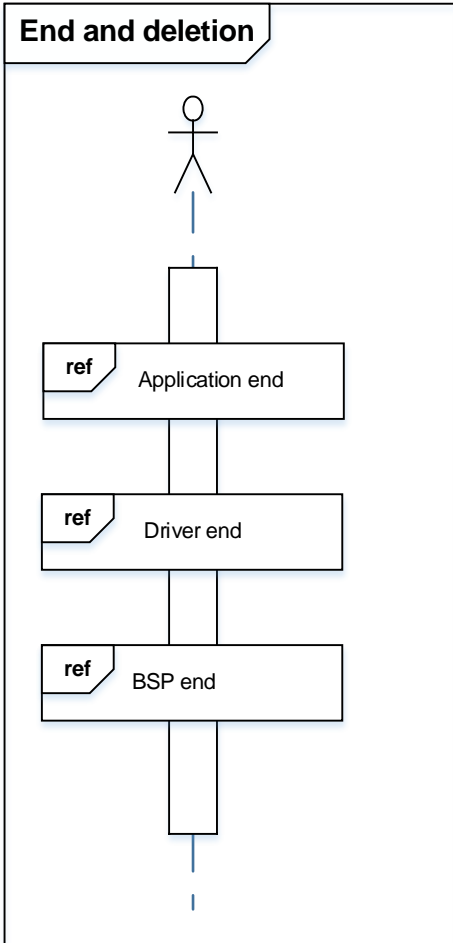 End and deletion
ref
Application end
ref
Driver end
ref
BSP end